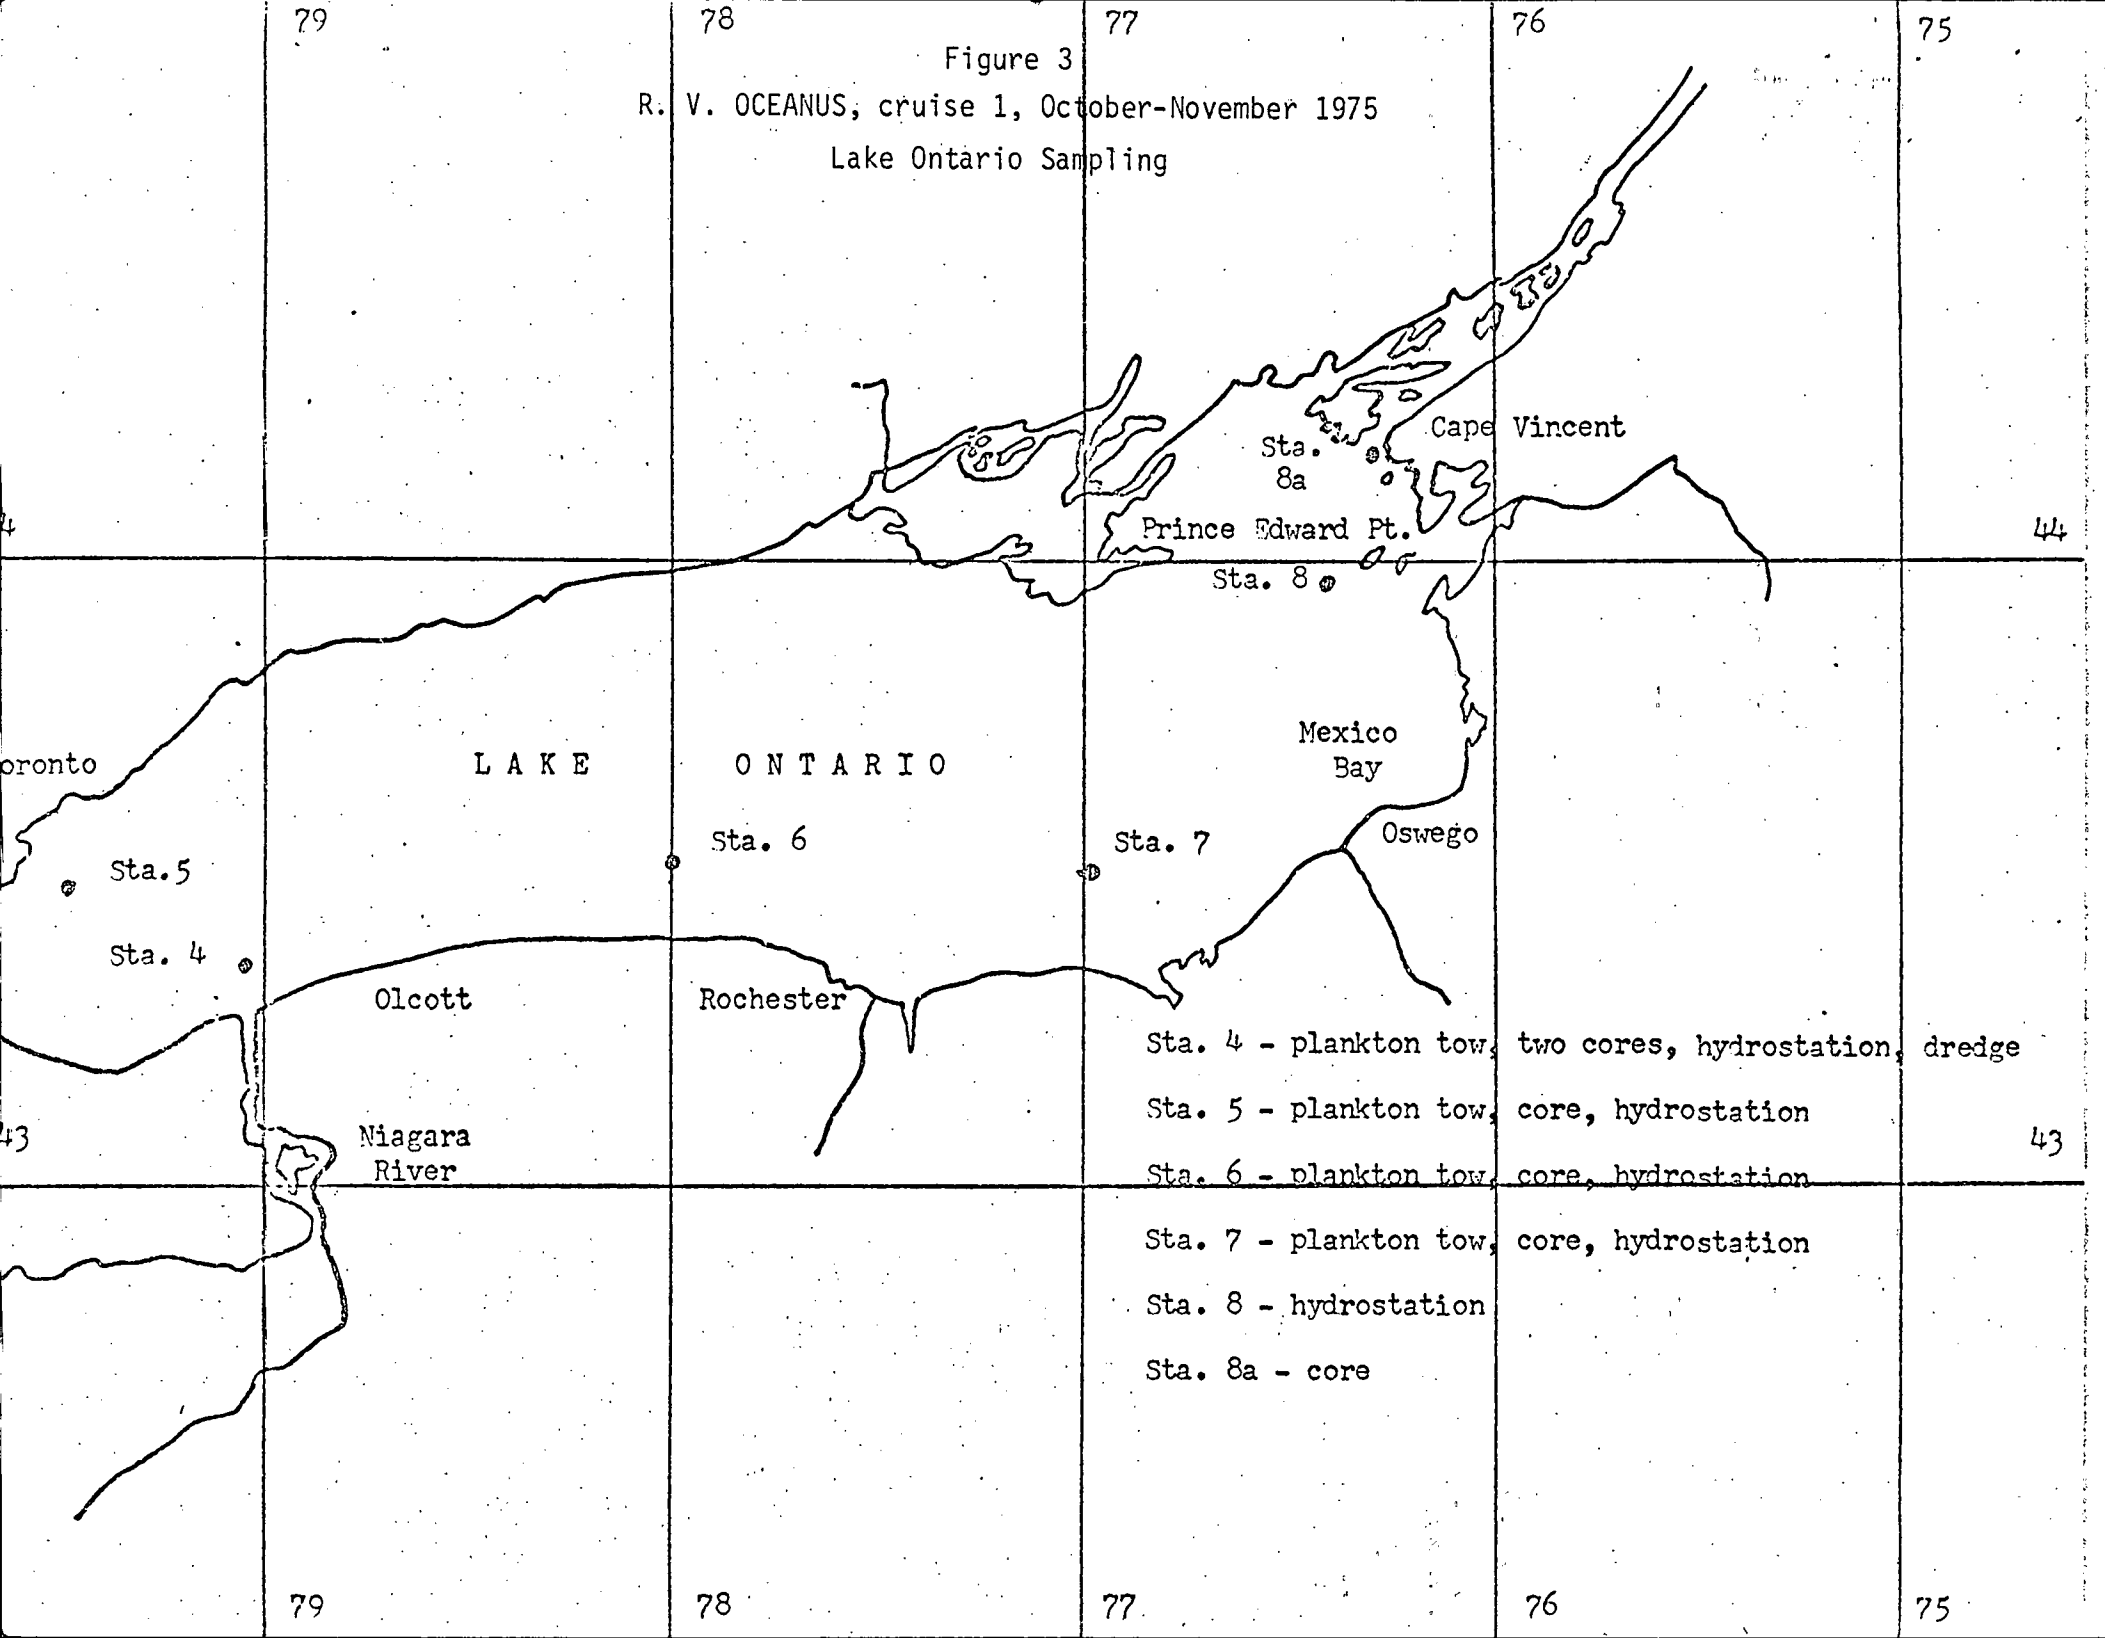 79 78 77 76 75
Figure 3
R. V. OCEANUS, cruise 1, October-November 1975
Lake Ontario Sampling
Cape Vincent
Sta.
8a
Prince Edward Pt.
4 44
Sta. 8
Mexico
Bay
oronto
LAKE ONTARIO
Oswego
Sta. 6
Sta. 7
Sta.5
Sta. 4
Olcott
Rochester
Sta. 4 - plankton tow, two cores, hydrostation, dredge
Sta. 5 - plankton tow, core, hydrostation
Niagara
River
43 43
Sta. 6 - plankton tow, core, hydrostation
Sta. 7 - plankton tow, core, hydrostation
Sta. 8 - hydrostation
Sta. 8a - core
79 78 77 76 75